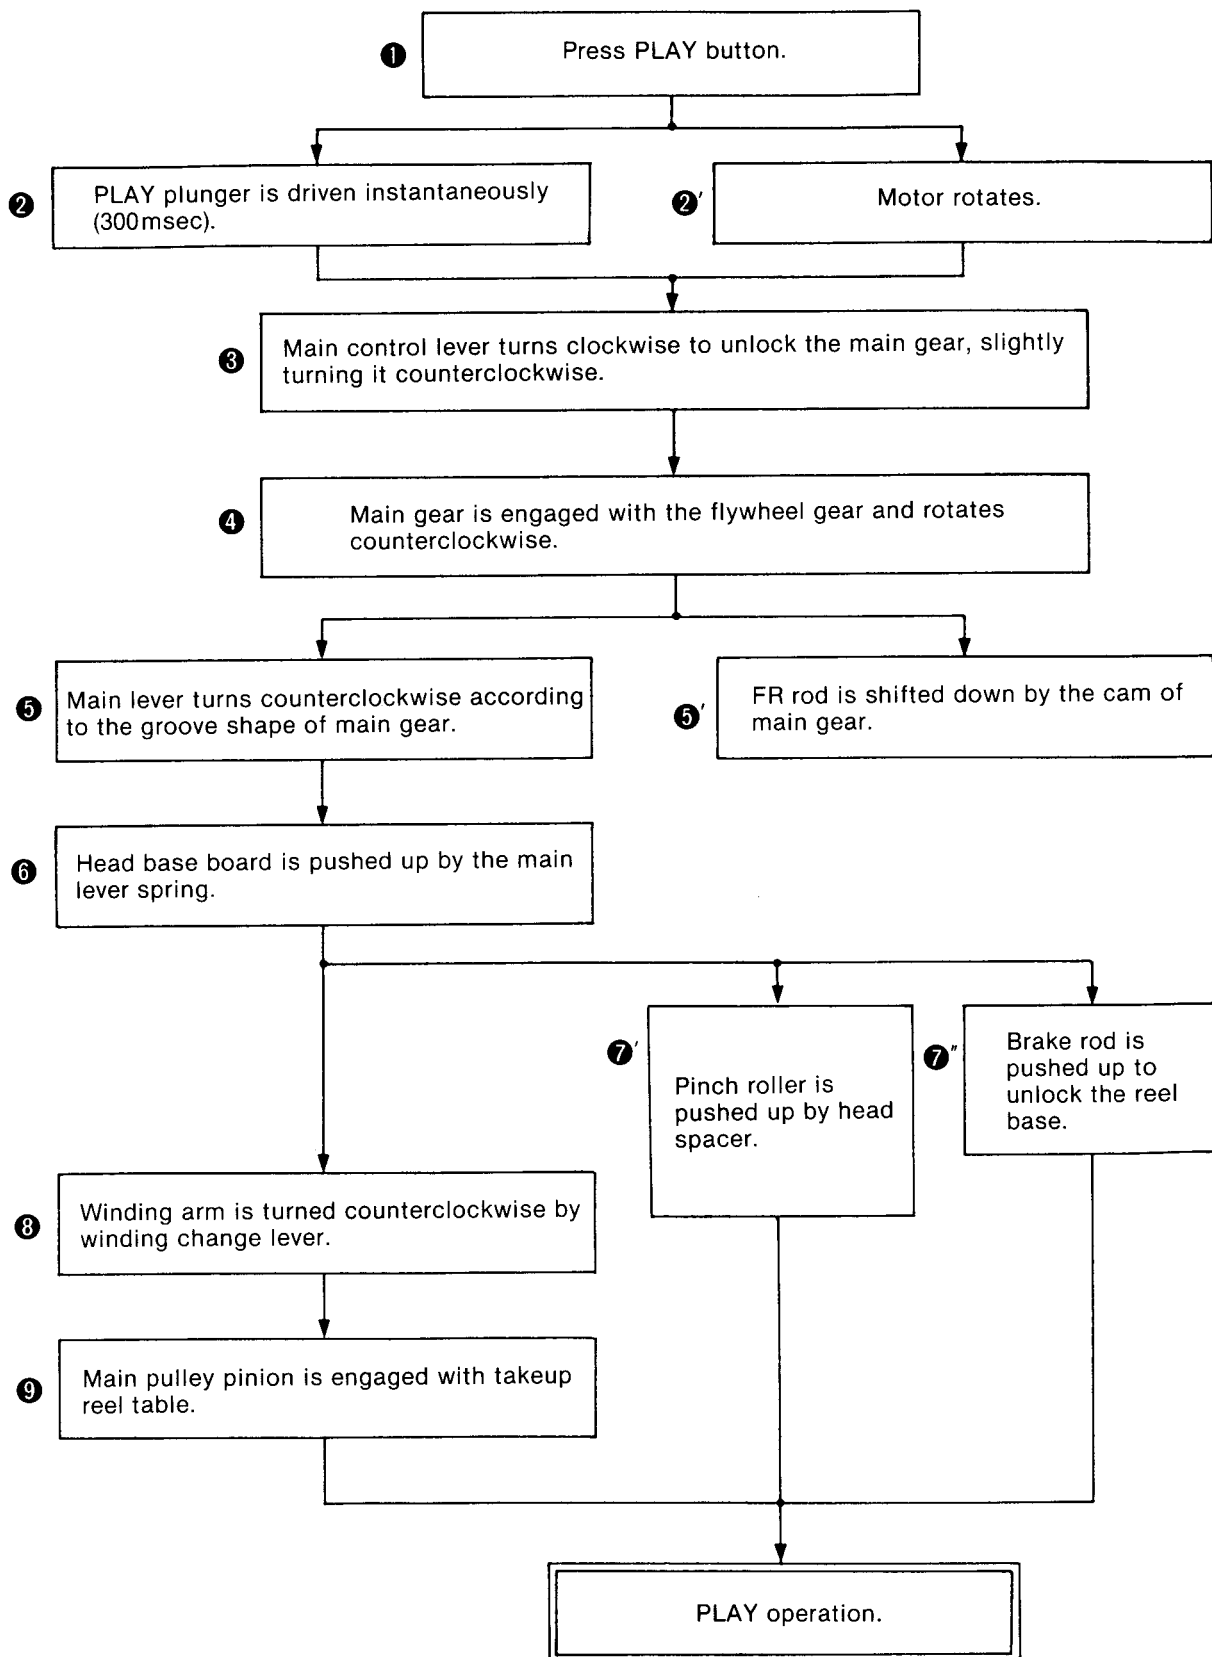 ❶ Press PLAY button.
❷ PLAY plunger is driven instantaneously
(300msec).
❷′ Motor rotates.
❸ Main control lever turns clockwise to unlock the main gear, slightly
turning it counterclockwise.
❹ Main gear is engaged with the flywheel gear and rotates
counterclockwise.
❺ Main lever turns counterclockwise according
to the groove shape of main gear.
❺′ FR rod is shifted down by the cam of
main gear.
❻ Head base board is pushed up by the main
lever spring.
❼′ Pinch roller is
pushed up by head
spacer.
❼″ Brake rod is
pushed up to
unlock the reel
base.
❽ Winding arm is turned counterclockwise by
winding change lever.
❾ Main pulley pinion is engaged with takeup
reel table.
PLAY operation.